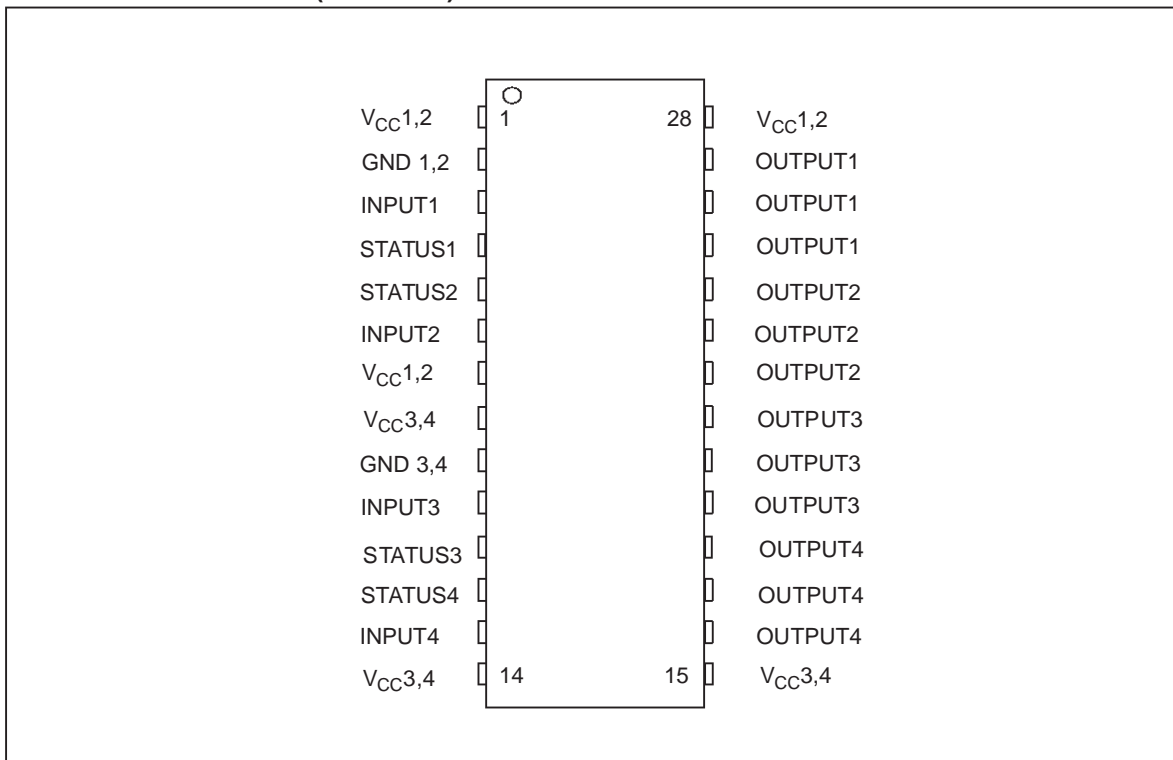 V_CC1,2 1 28 V_CC1,2
GND 1,2 OUTPUT1
INPUT1 OUTPUT1
STATUS1 OUTPUT1
STATUS2 OUTPUT2
INPUT2 OUTPUT2
V_CC1,2 OUTPUT2
V_CC3,4 OUTPUT3
GND 3,4 OUTPUT3
INPUT3 OUTPUT3
STATUS3 OUTPUT4
STATUS4 OUTPUT4
INPUT4 OUTPUT4
V_CC3,4 14 15 V_CC3,4